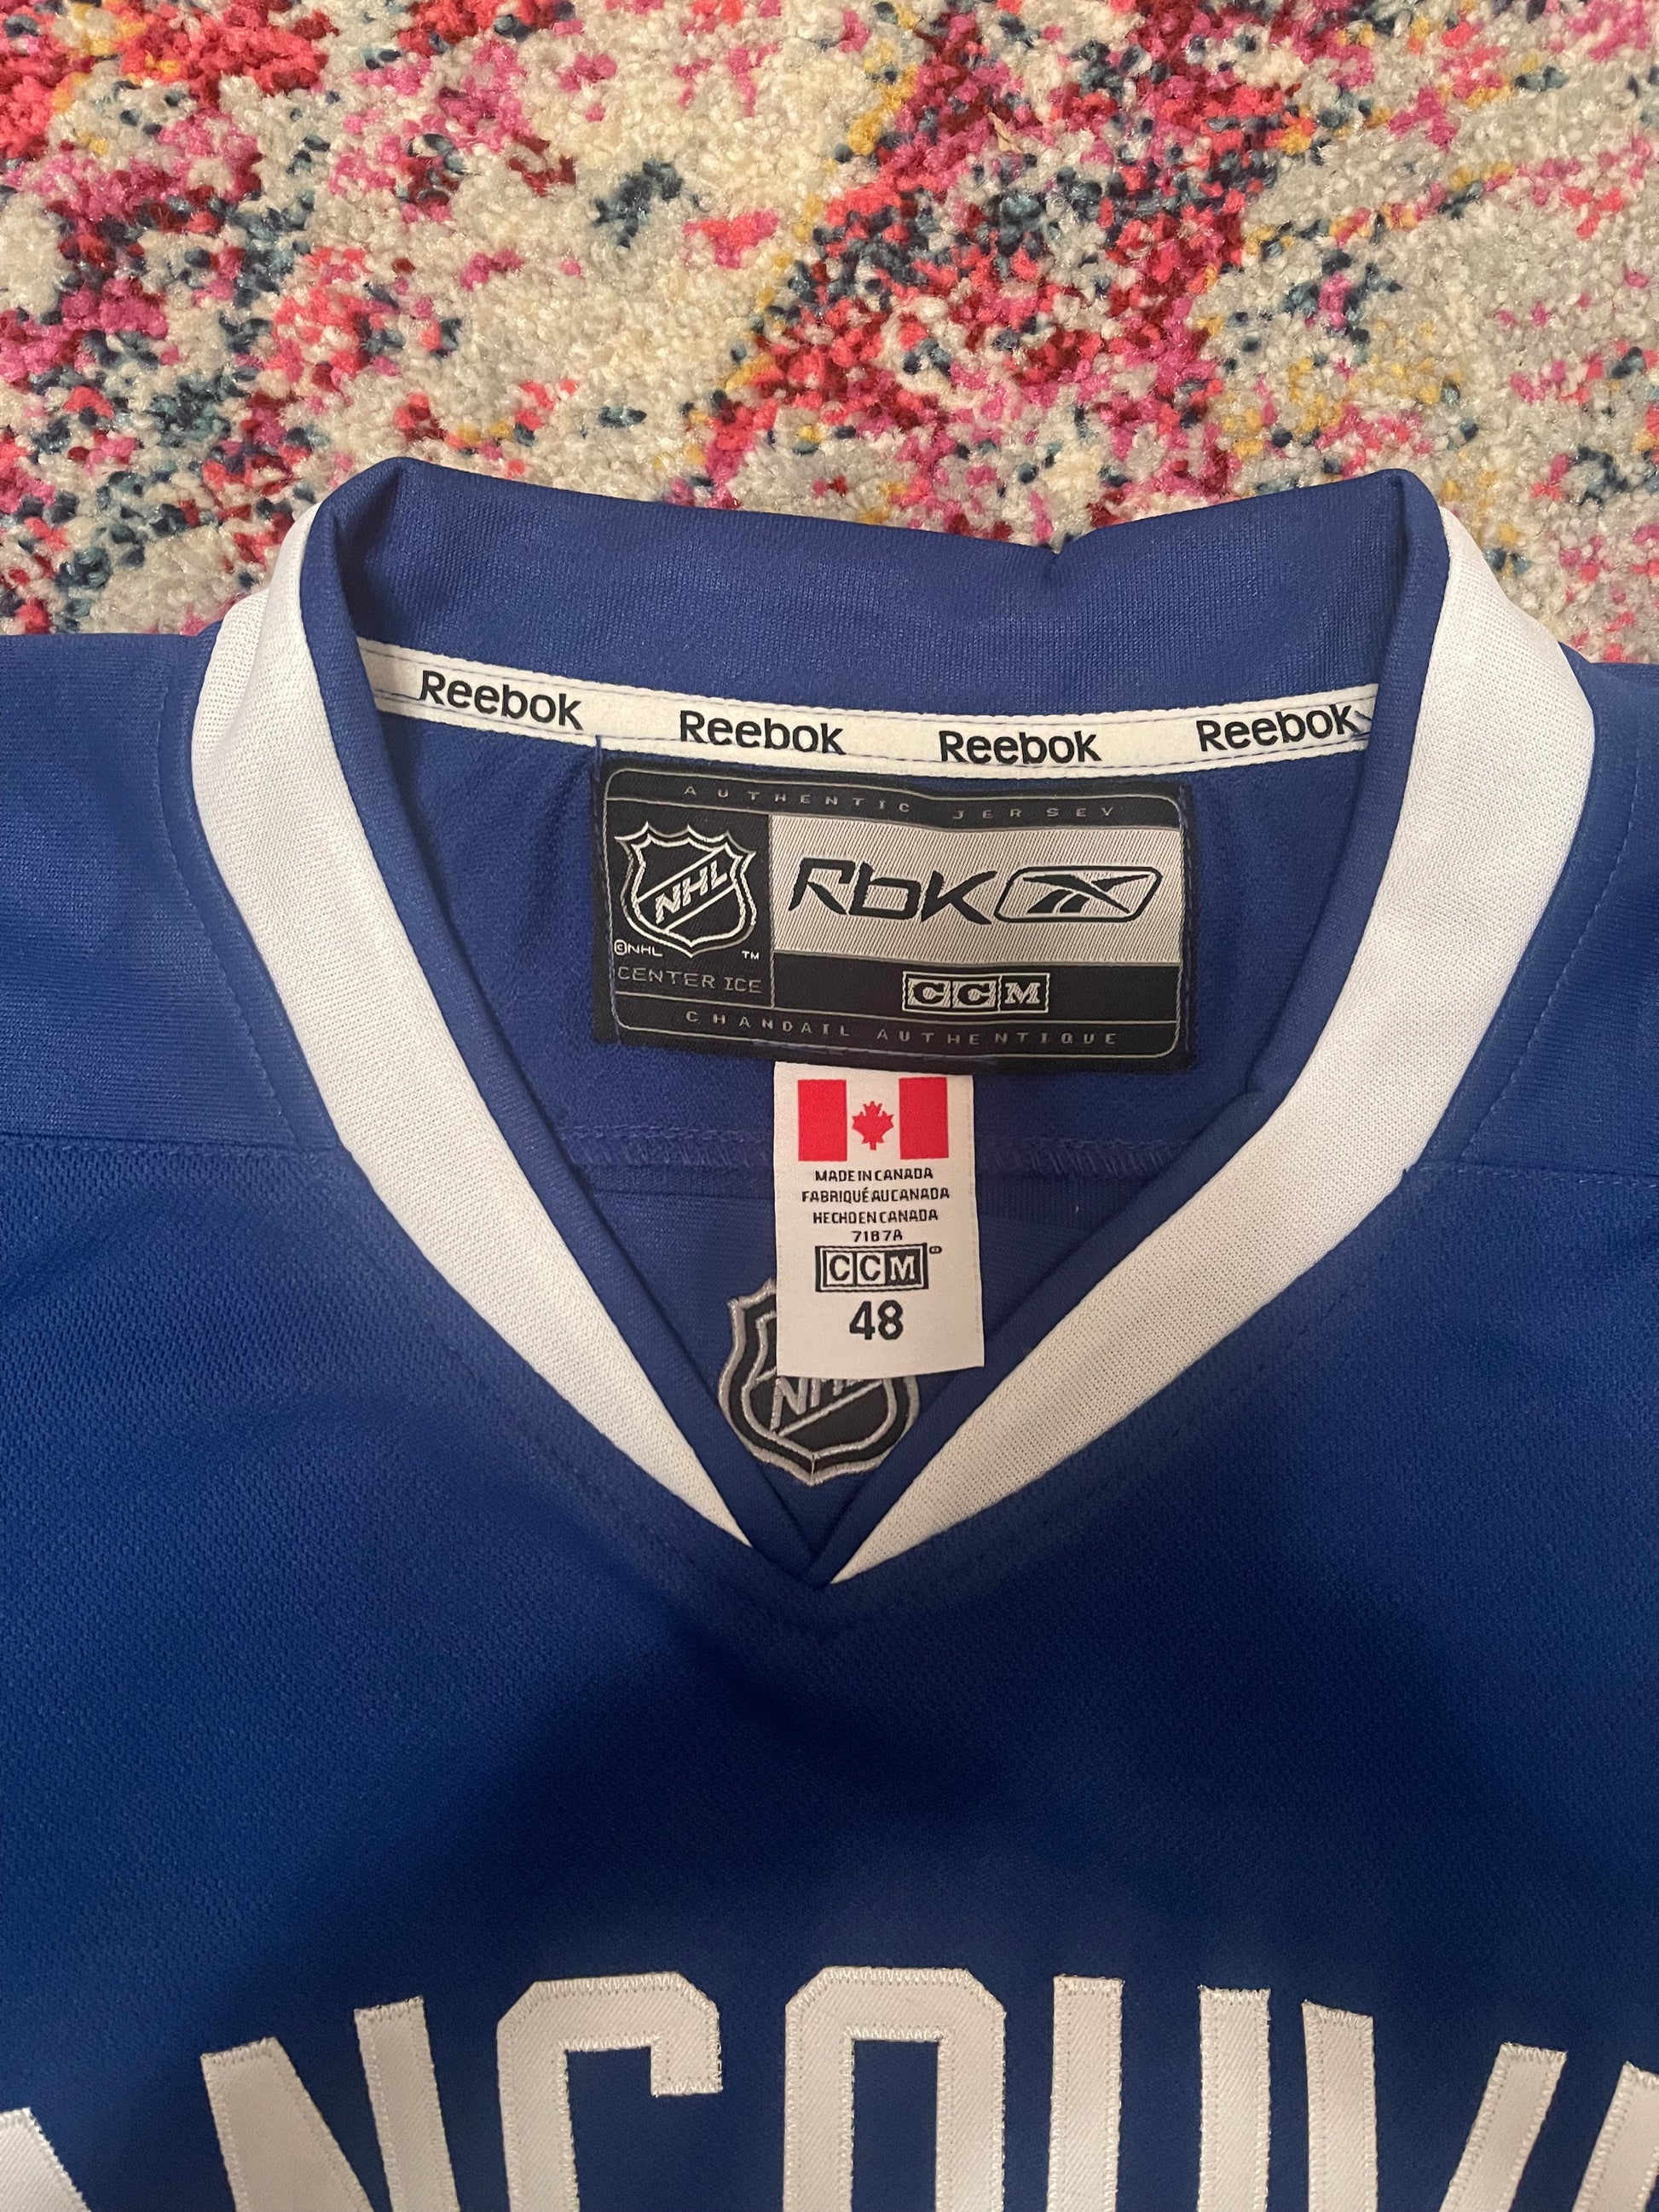 Reebok Reebok Reebok Reebok
AUTHENTIC JERSEY
NHL
Rbk
©NHL ™
CENTER ICE
CCM
CHANDAIL AUTHENTIQUE
MADE IN CANADA
FABRIQUÉ AU CANADA
HECHO EN CANADA
7187A
CCM
48
NHL
ANCOUV